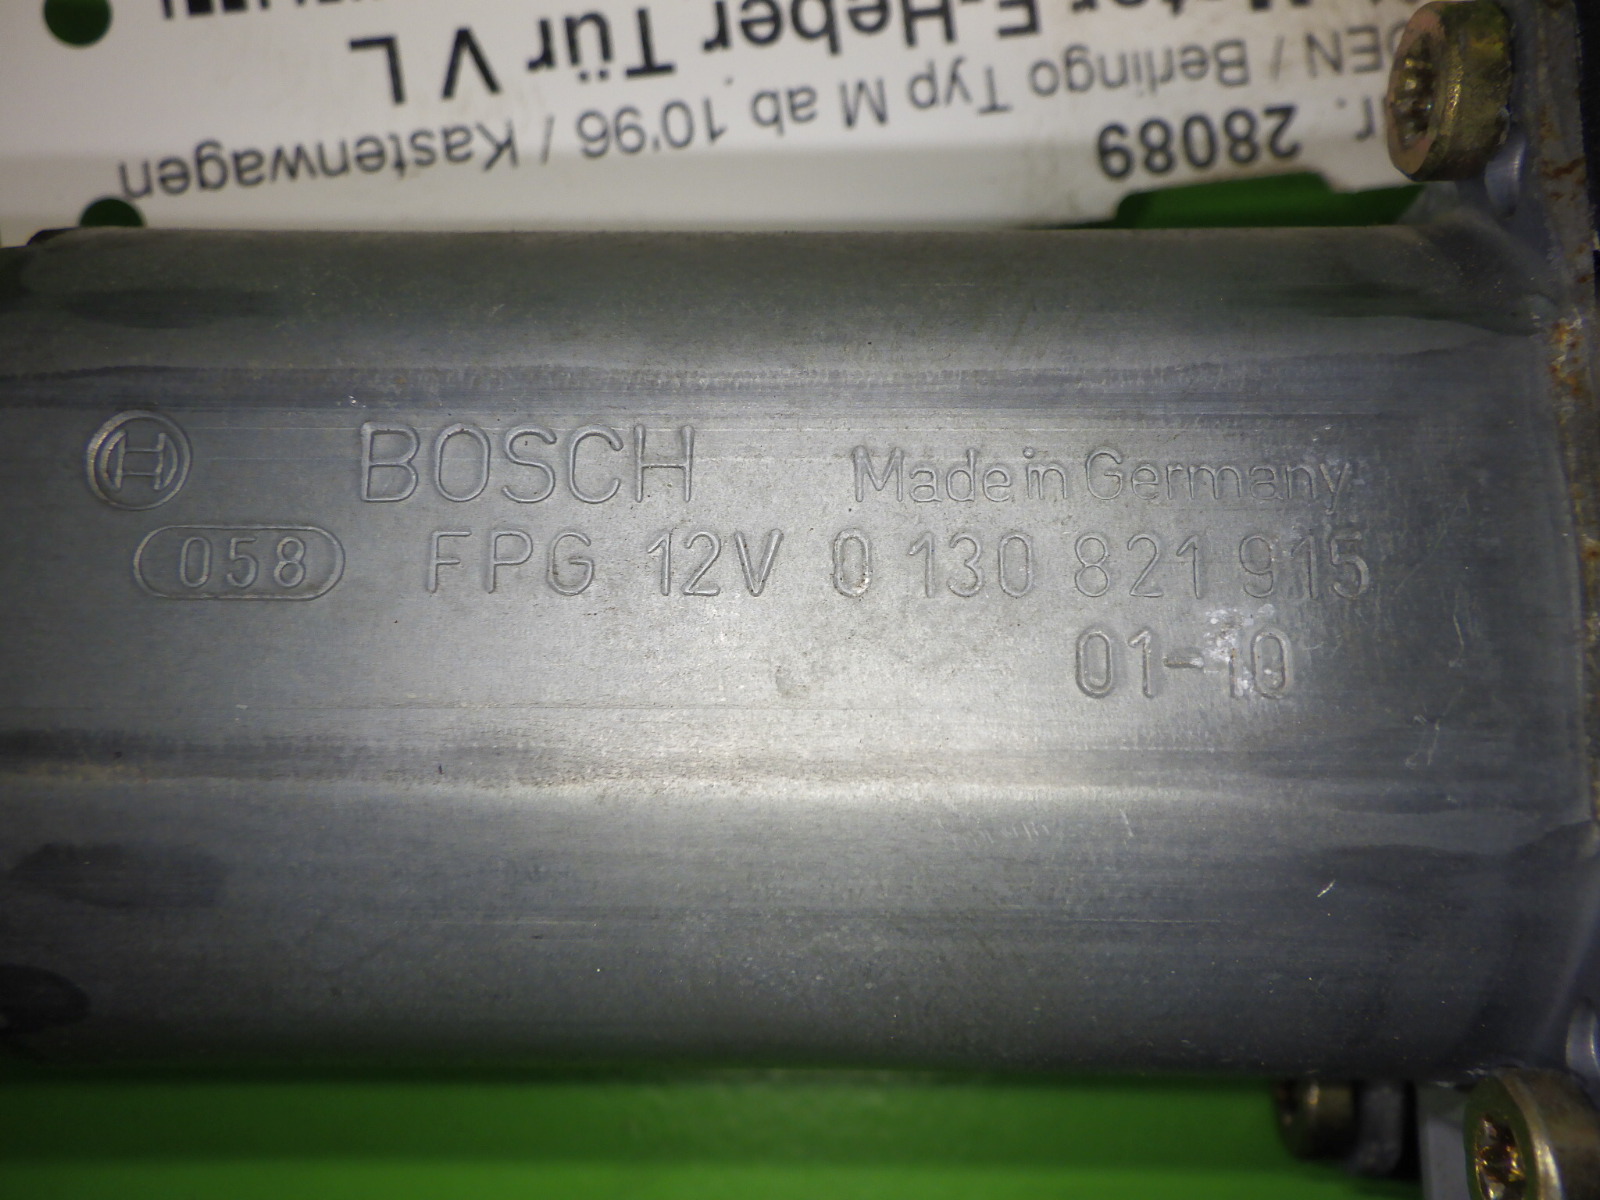 Motor E-Heber Tür V L
Berlingo Typ M ab 10'96 / Kastenwagen
28089
BOSCH Made in Germany
058 FPG 12V 0 130 821 915
01-10